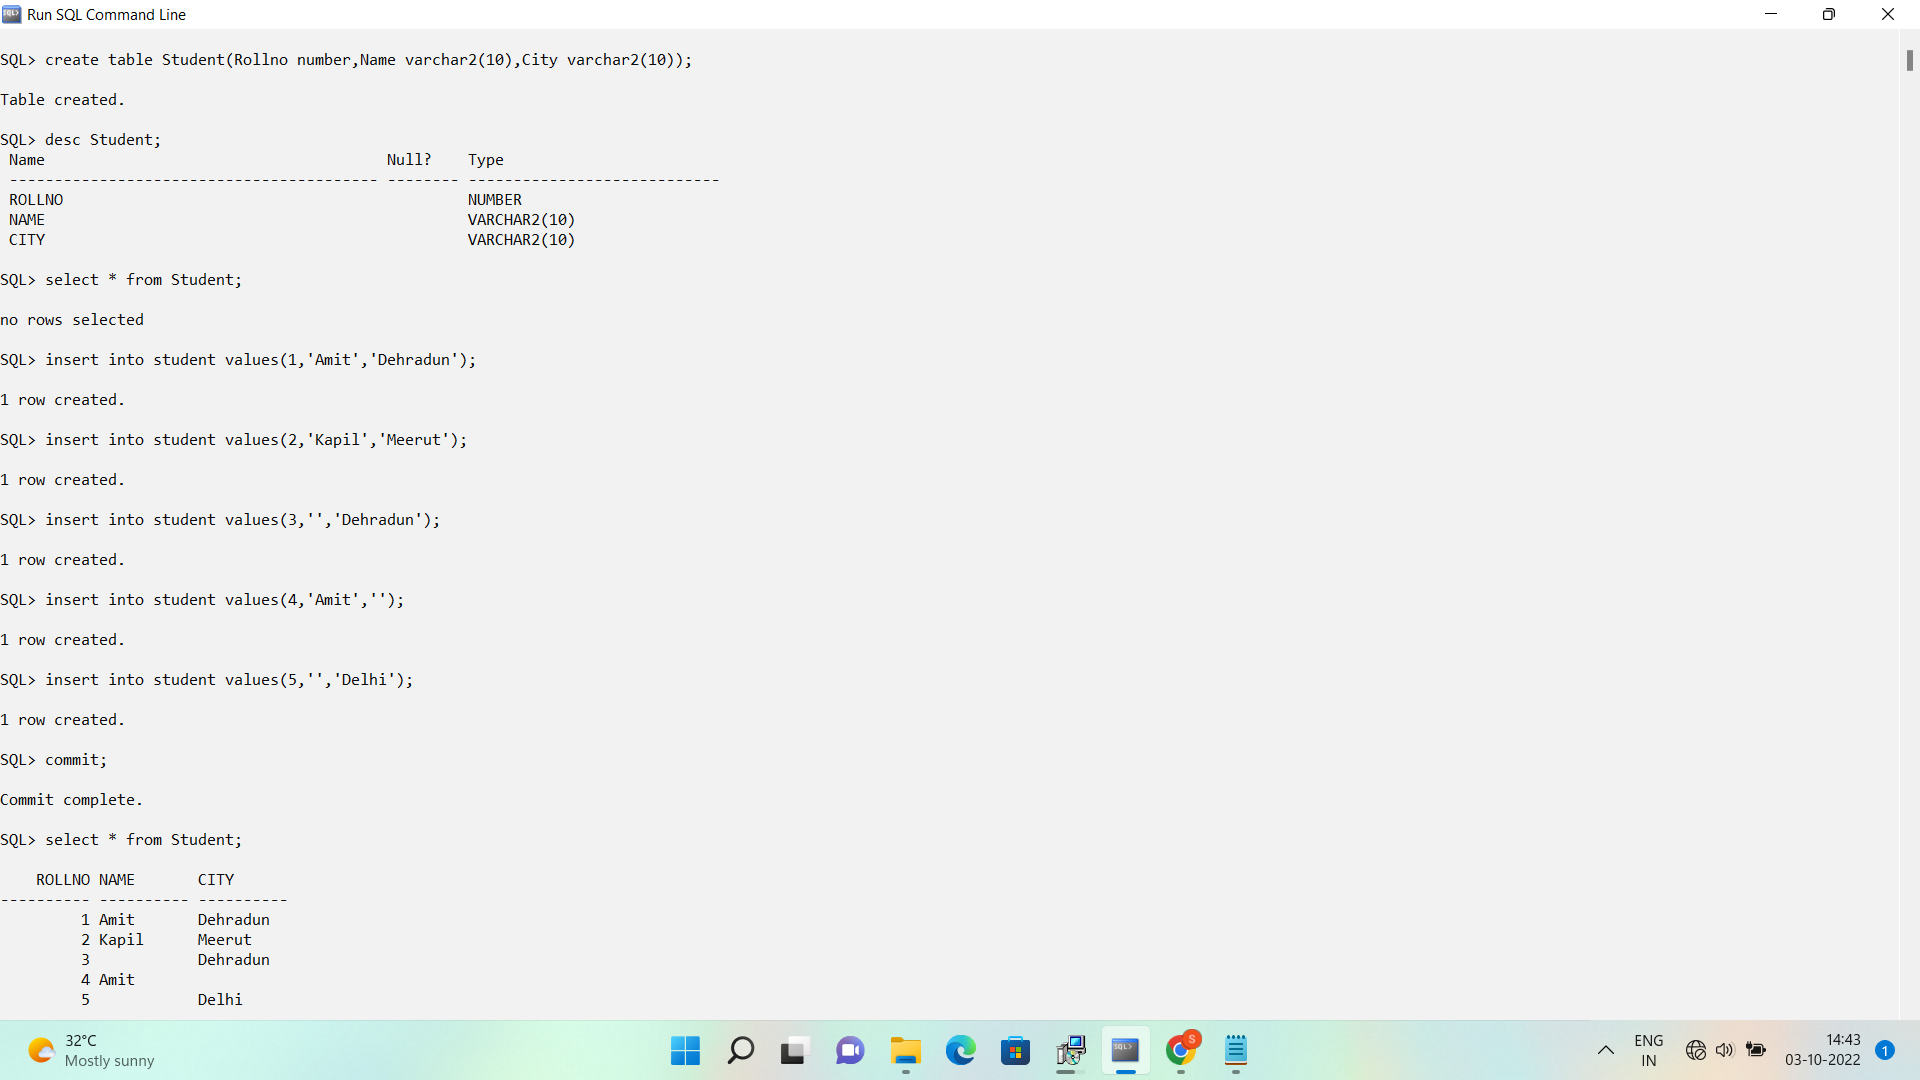 Run SQL Command Line
SQL> create table Student(Rollno number,Name varchar2(10),City varchar2(10));
Table created.
SQL> desc Student;
Name Null? Type
----------------------------------------- -------- ----------------------------
ROLLNO NUMBER
NAME VARCHAR2(10)
CITY VARCHAR2(10)
SQL> select * from Student;
no rows selected
SQL> insert into student values(1,'Amit','Dehradun');
1 row created.
SQL> insert into student values(2,'Kapil','Meerut');
1 row created.
SQL> insert into student values(3,'','Dehradun');
1 row created.
SQL> insert into student values(4,'Amit','');
1 row created.
SQL> insert into student values(5,'','Delhi');
1 row created.
SQL> commit;
Commit complete.
SQL> select * from Student;
ROLLNO NAME CITY
---------- ---------- ----------
1 Amit Dehradun
2 Kapil Meerut
3 Dehradun
4 Amit
5 Delhi
32°C
Mostly sunny
SQL>
S
ENG
IN
14:43
03-10-2022
1